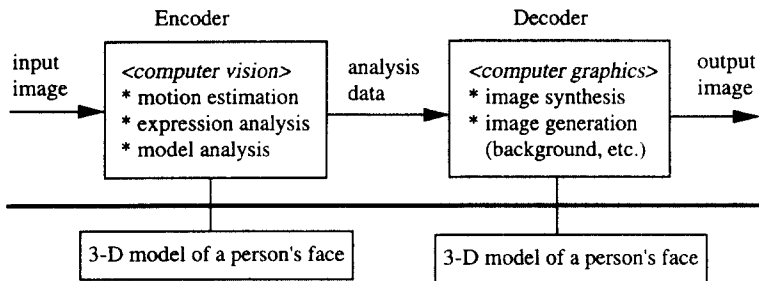 Encoder
Decoder
input
image
<computer vision>
* motion estimation
* expression analysis
* model analysis
analysis
data
<computer graphics>
* image synthesis
* image generation
(background, etc.)
output
image
3-D model of a person's face
3-D model of a person's face